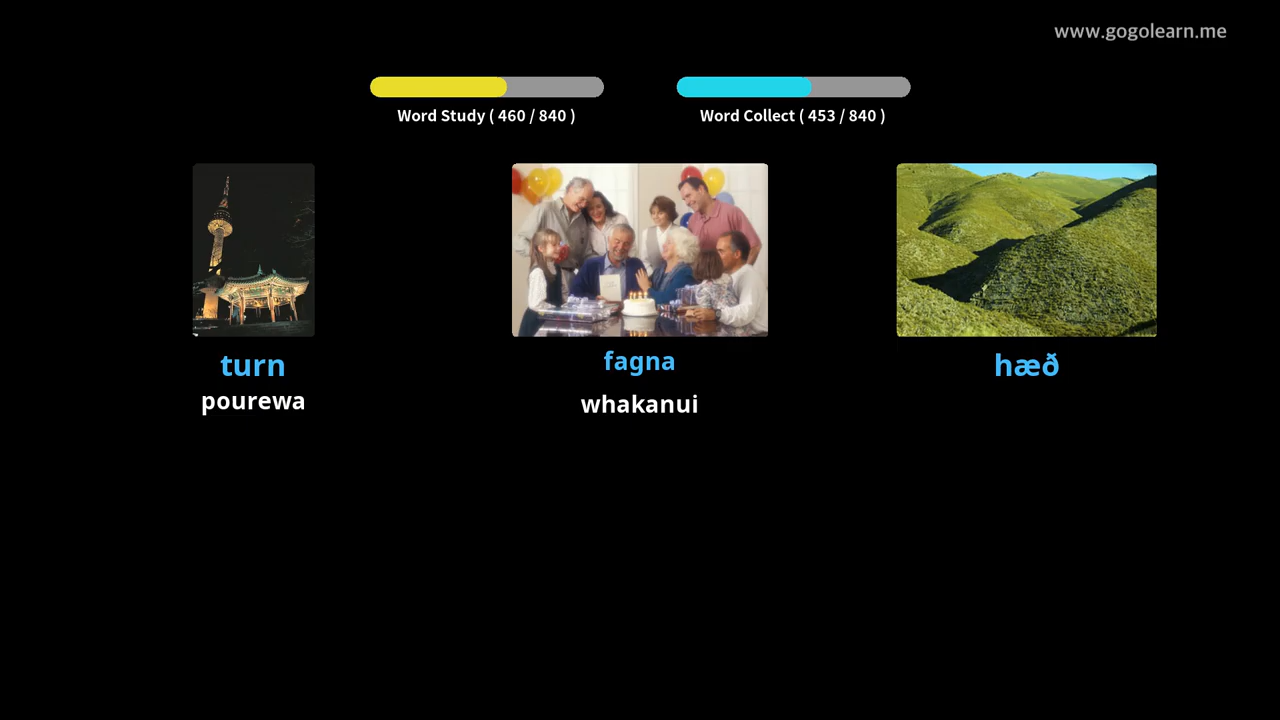 www.gogolearn.me
Word Study ( 460 / 840 )
Word Collect ( 453 / 840 )
turn
pourewa
fagna
whakanui
hæð